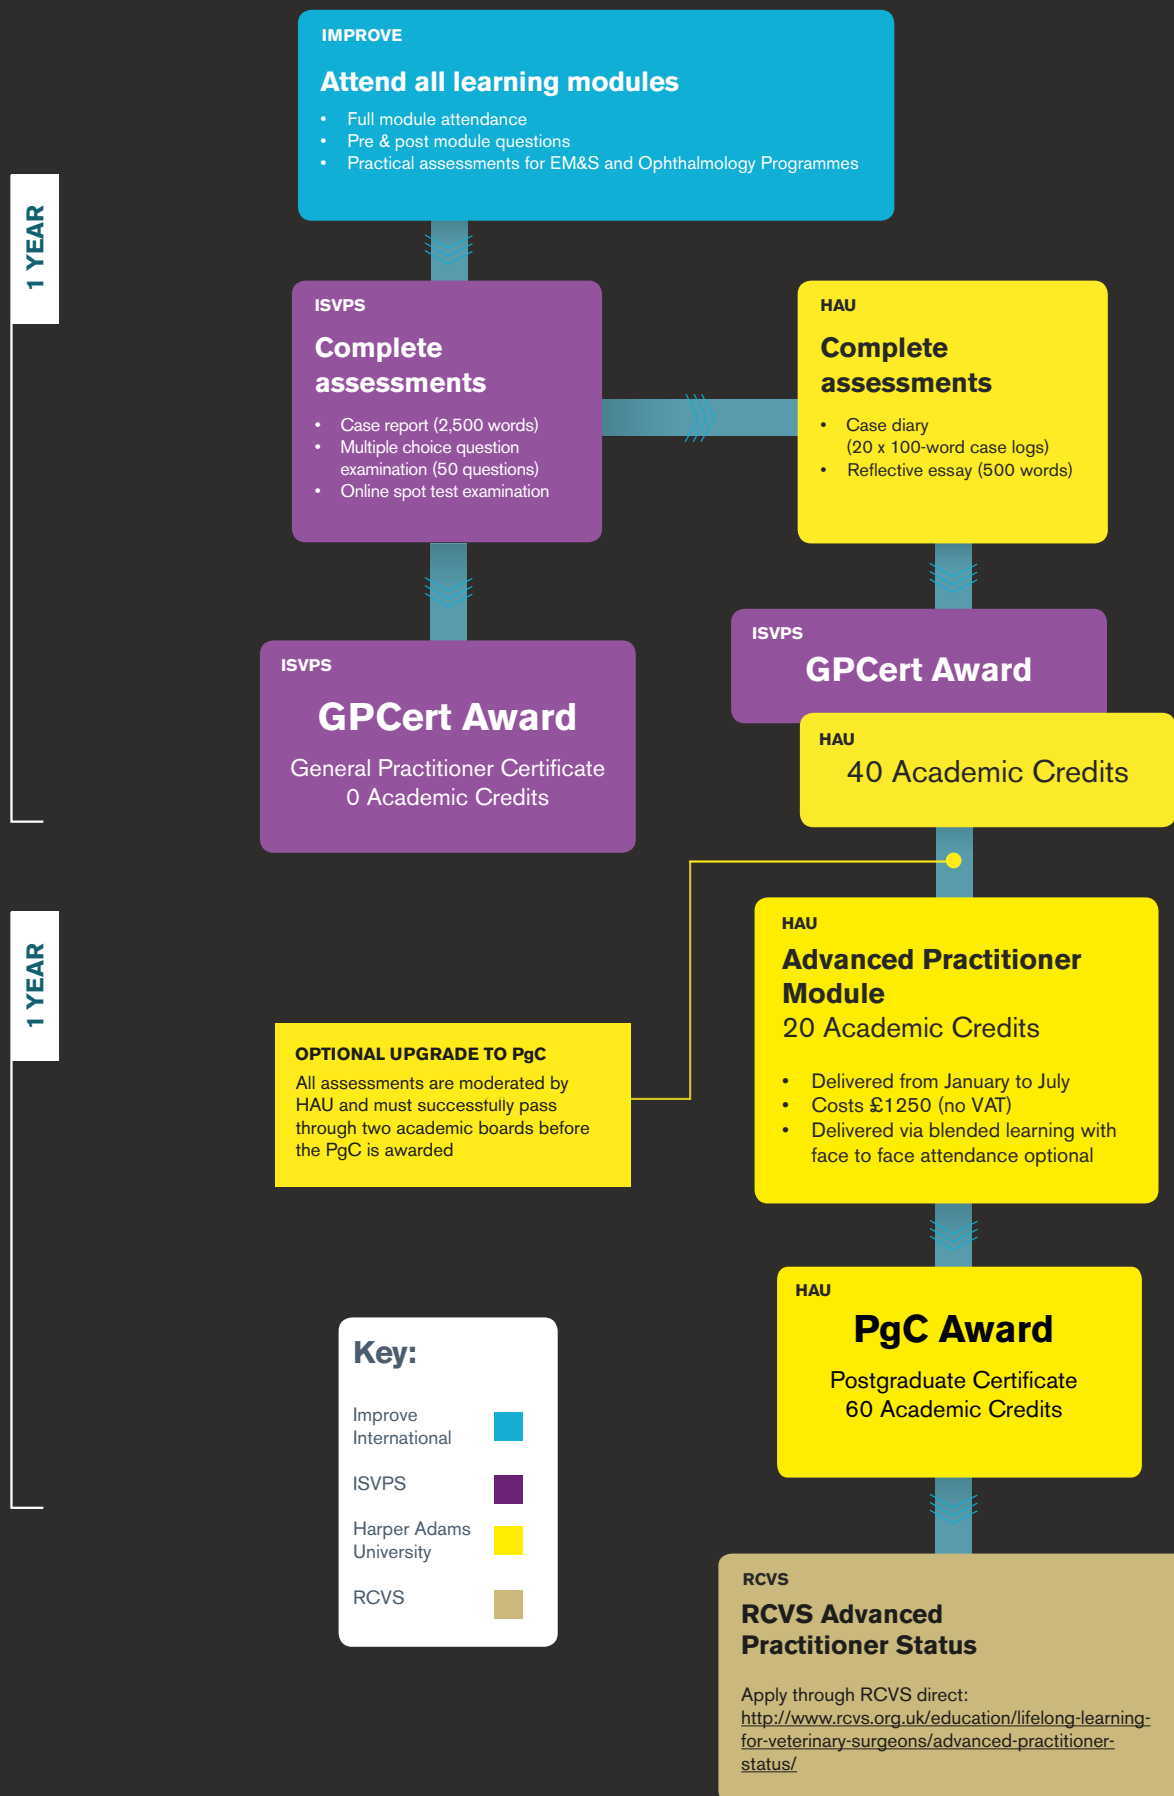 IMPROVE
Attend all learning modules
• Full module attendance
• Pre & post module questions
• Practical assessments for EM&S and Ophthalmology Programmes
1 YEAR
ISVPS
Complete
assessments
• Case report (2,500 words)
• Multiple choice question
examination (50 questions)
• Online spot test examination
HAU
Complete
assessments
• Case diary
(20 x 100-word case logs)
• Reflective essay (500 words)
ISVPS
GPCert Award
General Practitioner Certificate
0 Academic Credits
ISVPS
GPCert Award
HAU
40 Academic Credits
1 YEAR
HAU
Advanced Practitioner
Module
20 Academic Credits
• Delivered from January to July
• Costs £1250 (no VAT)
• Delivered via blended learning with
face to face attendance optional
OPTIONAL UPGRADE TO PgC
All assessments are moderated by
HAU and must successfully pass
through two academic boards before
the PgC is awarded
HAU
PgC Award
Postgraduate Certificate
60 Academic Credits
Key:
Improve
International
ISVPS
Harper Adams
University
RCVS
RCVS
RCVS Advanced
Practitioner Status
Apply through RCVS direct:
http://www.rcvs.org.uk/education/lifelong-learning-
for-veterinary-surgeons/advanced-practitioner-
status/